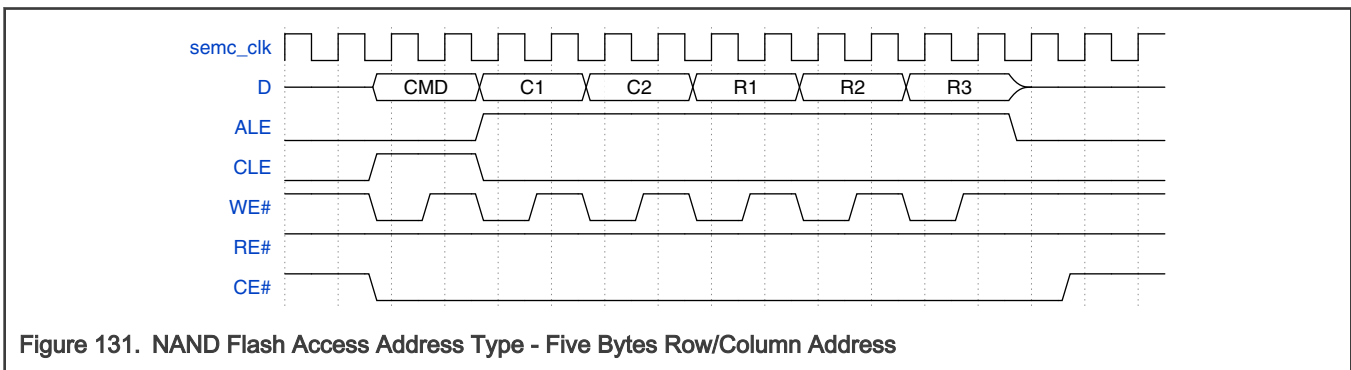 semc_clk
D CMD C1 C2 R1 R2 R3
ALE
CLE
WE#
RE#
CE#
Figure 131. NAND Flash Access Address Type - Five Bytes Row/Column Address